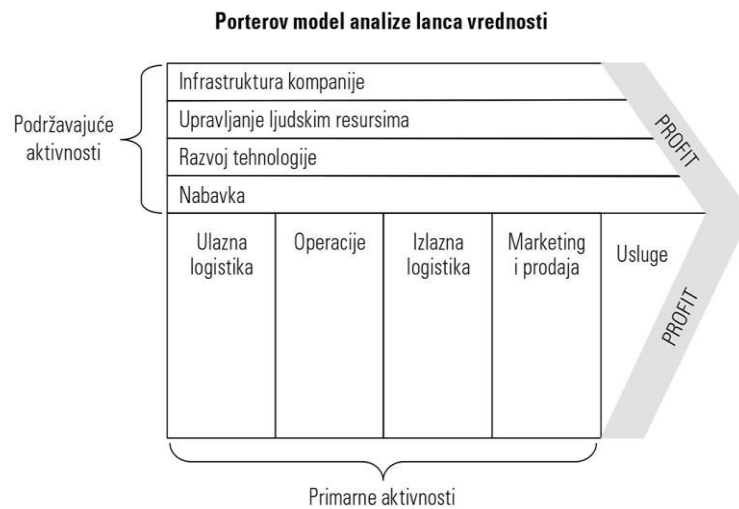 Porterov model analize lanca vrednosti
Podržavajuće
aktivnosti
Infrastruktura kompanije
Upravljanje ljudskim resursima
Razvoj tehnologije
Nabavka
PROFIT
Ulazna
logistika
Operacije
Izlazna
logistika
Marketing
i prodaja
Usluge
PROFIT
Primarne aktivnosti